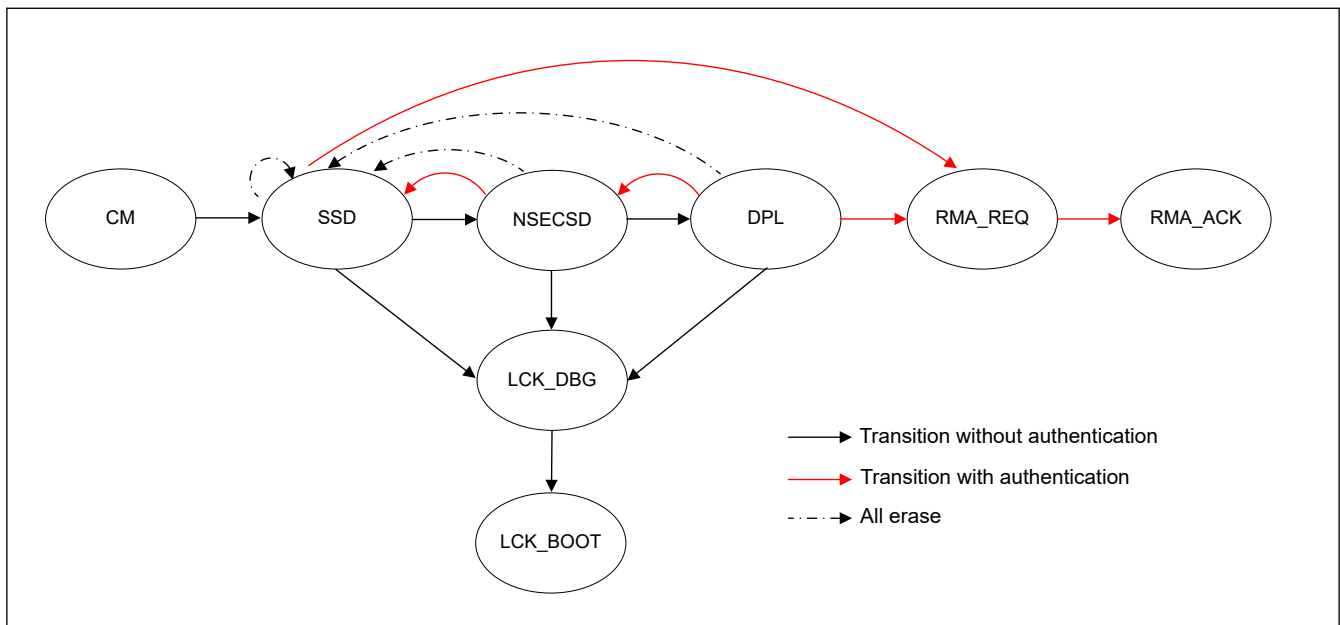 CM
SSD
NSECSD
DPL
RMA_REQ
RMA_ACK
LCK_DBG
LCK_BOOT
Transition without authentication
Transition with authentication
All erase